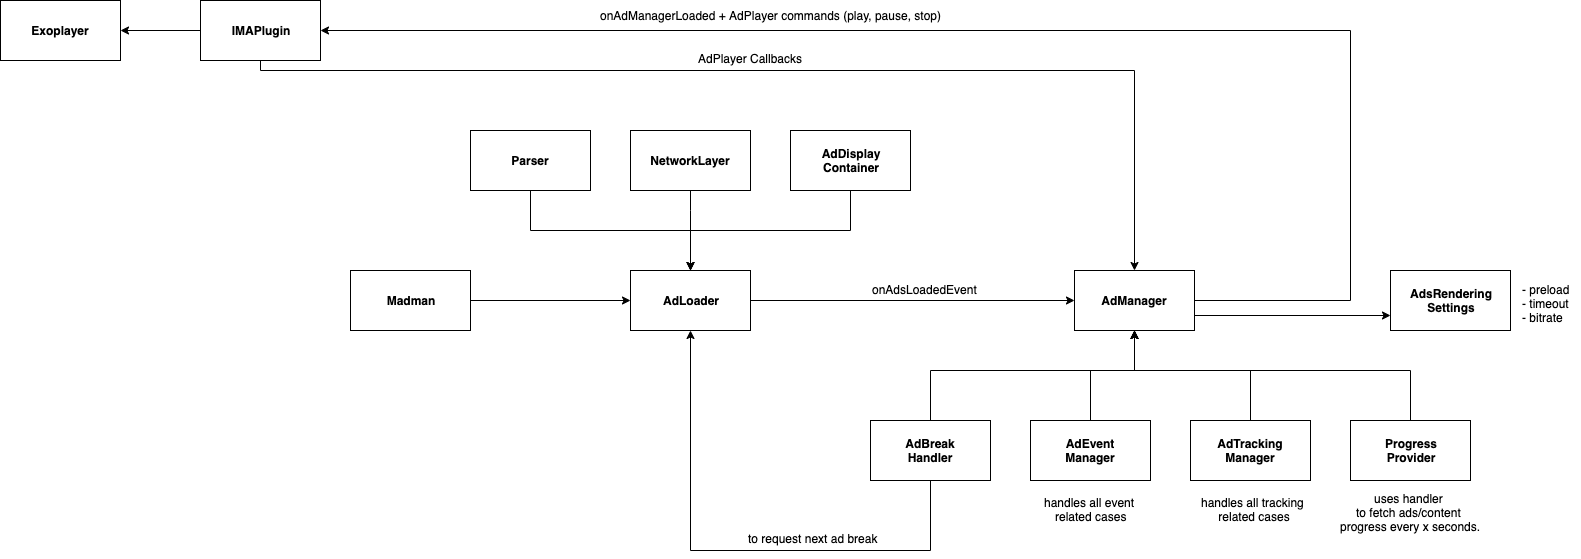 onAdManagerLoaded + AdPlayer commands (play, pause, stop)
Exoplayer
IMAPlugin
AdPlayer Callbacks
Parser
NetworkLayer
AdDisplay
Container
Madman
AdLoader
onAdsLoadedEvent
AdManager
AdsRendering
Settings
- preload
- timeout
- bitrate
AdBreak
Handler
AdEvent
Manager
AdTracking
Manager
Progress
Provider
handles all event
related cases
handles all tracking
related cases
uses handler
to fetch ads/content
progress every x seconds.
to request next ad break